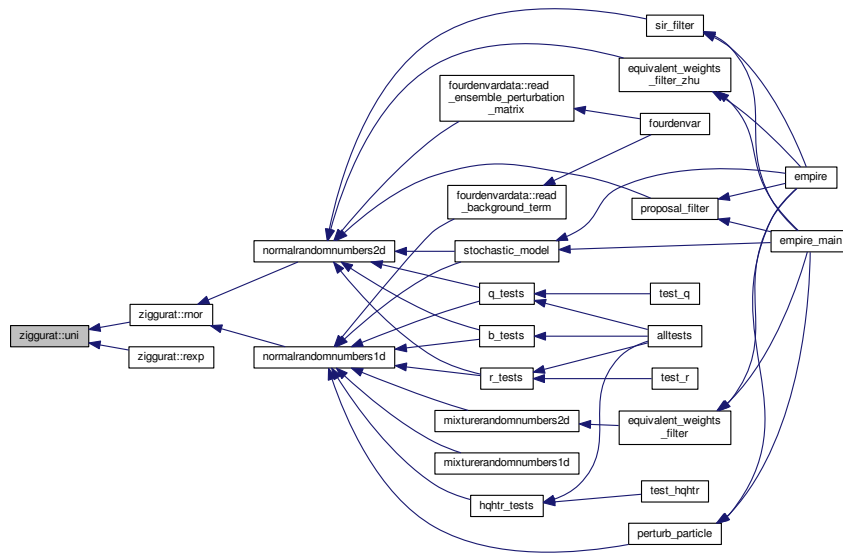 sir_filter
equivalent_weights
_filter_zhu
fourdenvardata::read
_ensemble_perturbation
_matrix
fourdenvar
empire
fourdenvardata::read
_background_term
proposal_filter
empire_main
normalrandomnumbers2d
stochastic_model
q_tests
test_q
ziggurat::rnor
ziggurat::uni
b_tests
alltests
ziggurat::rexp
normalrandomnumbers1d
r_tests
test_r
mixturerandomnumbers2d
equivalent_weights
_filter
mixturerandomnumbers1d
test_hqhtr
hqhtr_tests
perturb_particle